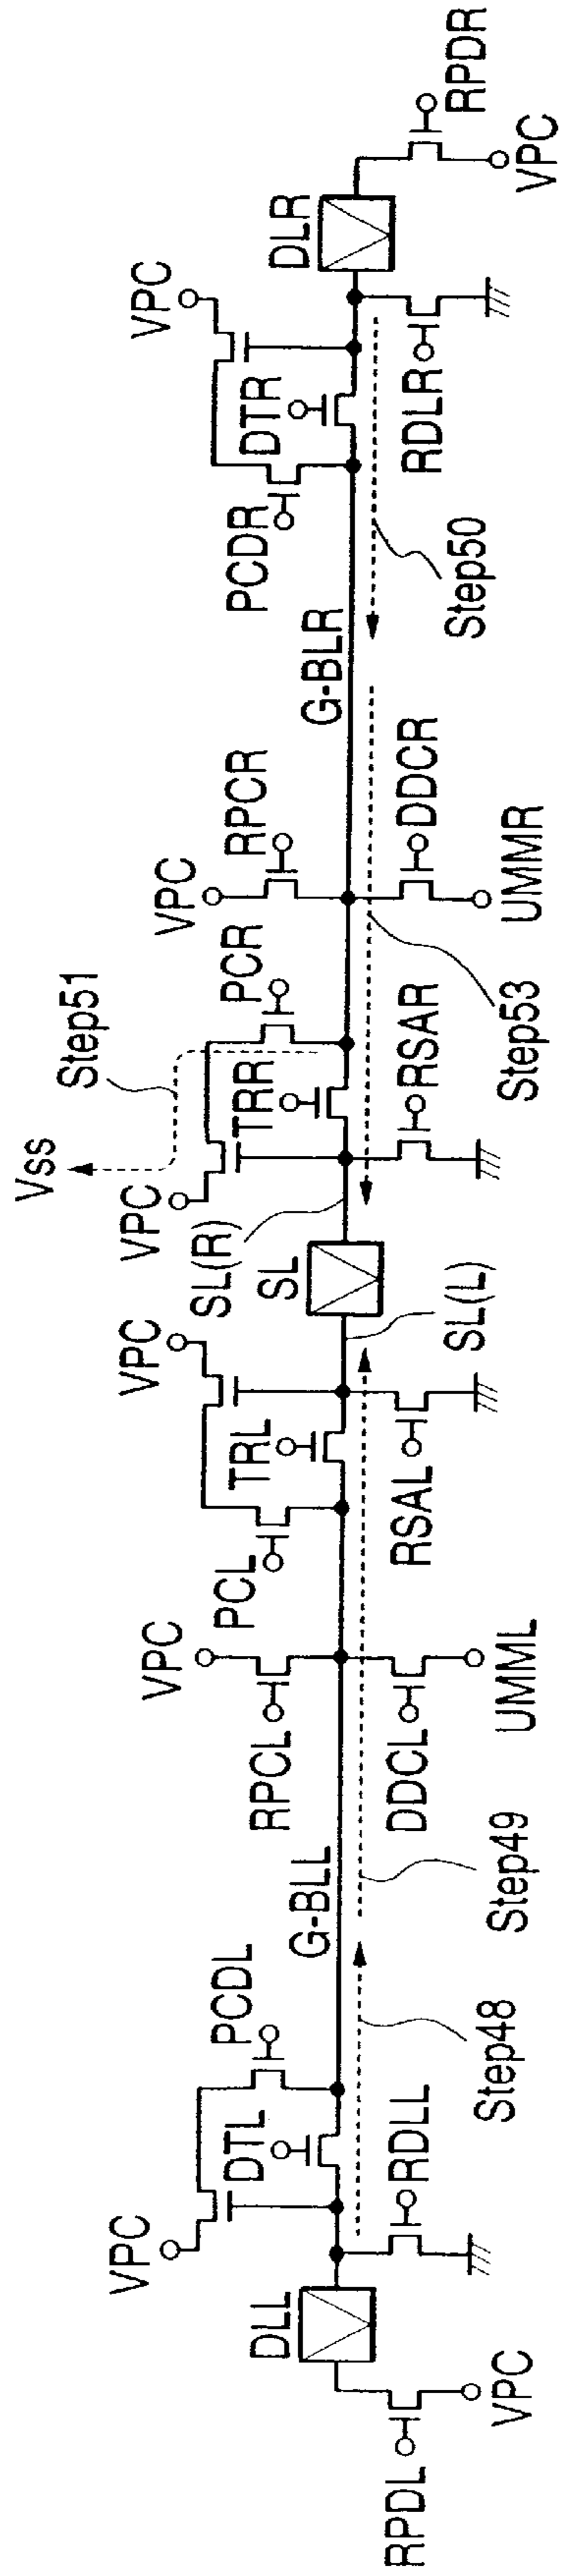 RPDL
VPC
DLL
VPC
DTL
RDLL
PCDL
Step48
G-BLL
Step49
RPCL
VPC
DDCL
UMML
PCL
TRL
RSAL
VPC
SL(L)
SL
SL(R)
VPC
Vss
Step51
TRR
PCR
RSAR
Step53
VPC
RPCR
DDCR
UMMR
G-BLR
Step50
PCDR
DTR
RDLR
VPC
DLR
RPDR
VPC